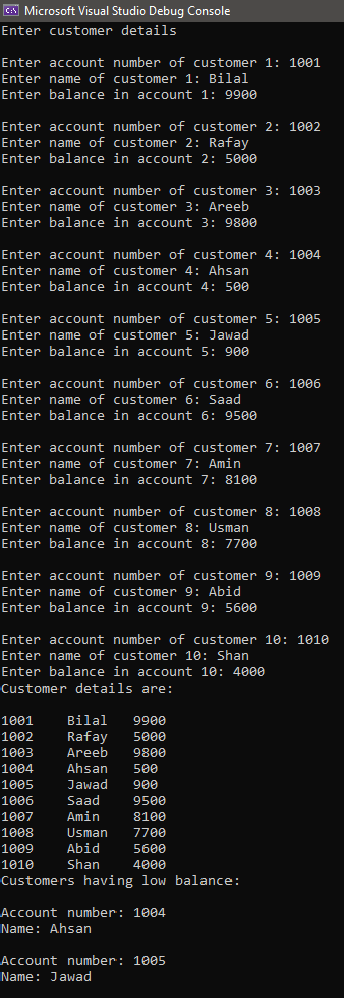 Microsoft Visual Studio Debug Console
Enter customer details
Enter account number of customer 1: 1001
Enter name of customer 1: Bilal
Enter balance in account 1: 9900
Enter account number of customer 2: 1002
Enter name of customer 2: Rafay
Enter balance in account 2: 5000
Enter account number of customer 3: 1003
Enter name of customer 3: Areeb
Enter balance in account 3: 9800
Enter account number of customer 4: 1004
Enter name of customer 4: Ahsan
Enter balance in account 4: 500
Enter account number of customer 5: 1005
Enter name of customer 5: Jawad
Enter balance in account 5: 900
Enter account number of customer 6: 1006
Enter name of customer 6: Saad
Enter balance in account 6: 9500
Enter account number of customer 7: 1007
Enter name of customer 7: Amin
Enter balance in account 7: 8100
Enter account number of customer 8: 1008
Enter name of customer 8: Usman
Enter balance in account 8: 7700
Enter account number of customer 9: 1009
Enter name of customer 9: Abid
Enter balance in account 9: 5600
Enter account number of customer 10: 1010
Enter name of customer 10: Shan
Enter balance in account 10: 4000
Customer details are:
1001 Bilal 9900
1002 Rafay 5000
1003 Areeb 9800
1004 Ahsan 500
1005 Jawad 900
1006 Saad 9500
1007 Amin 8100
1008 Usman 7700
1009 Abid 5600
1010 Shan 4000
Customers having low balance:
Account number: 1004
Name: Ahsan
Account number: 1005
Name: Jawad